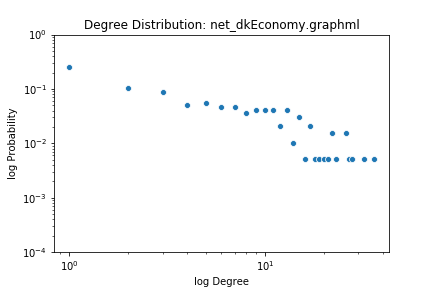 Degree Distribution: net_dkEconomy.graphml
log Probability
10⁰
10⁻¹
10⁻²
10⁻³
10⁻⁴
10⁰ 10¹
log Degree